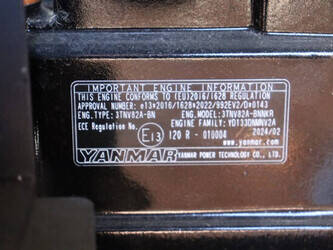 IMPORTANT ENGINE INFORMATION
THIS ENGINE CONFORMS TO (EU)2016/1628 REGULATION
APPROVAL NUMBER: e13*2016/1628*2022/992EV2/D*0143
ENG.TYPE: 3TNV82A-BN ENG.MODEL: 3TNV82A-BNNKR
ECE Regulation No. ENGINE FAMILY: YDT33DNMNV2A
E13 120 R - 018004 2024/02
www.yanmar.com
YANMAR YANMAR POWER TECHNOLOGY CO., LTD.